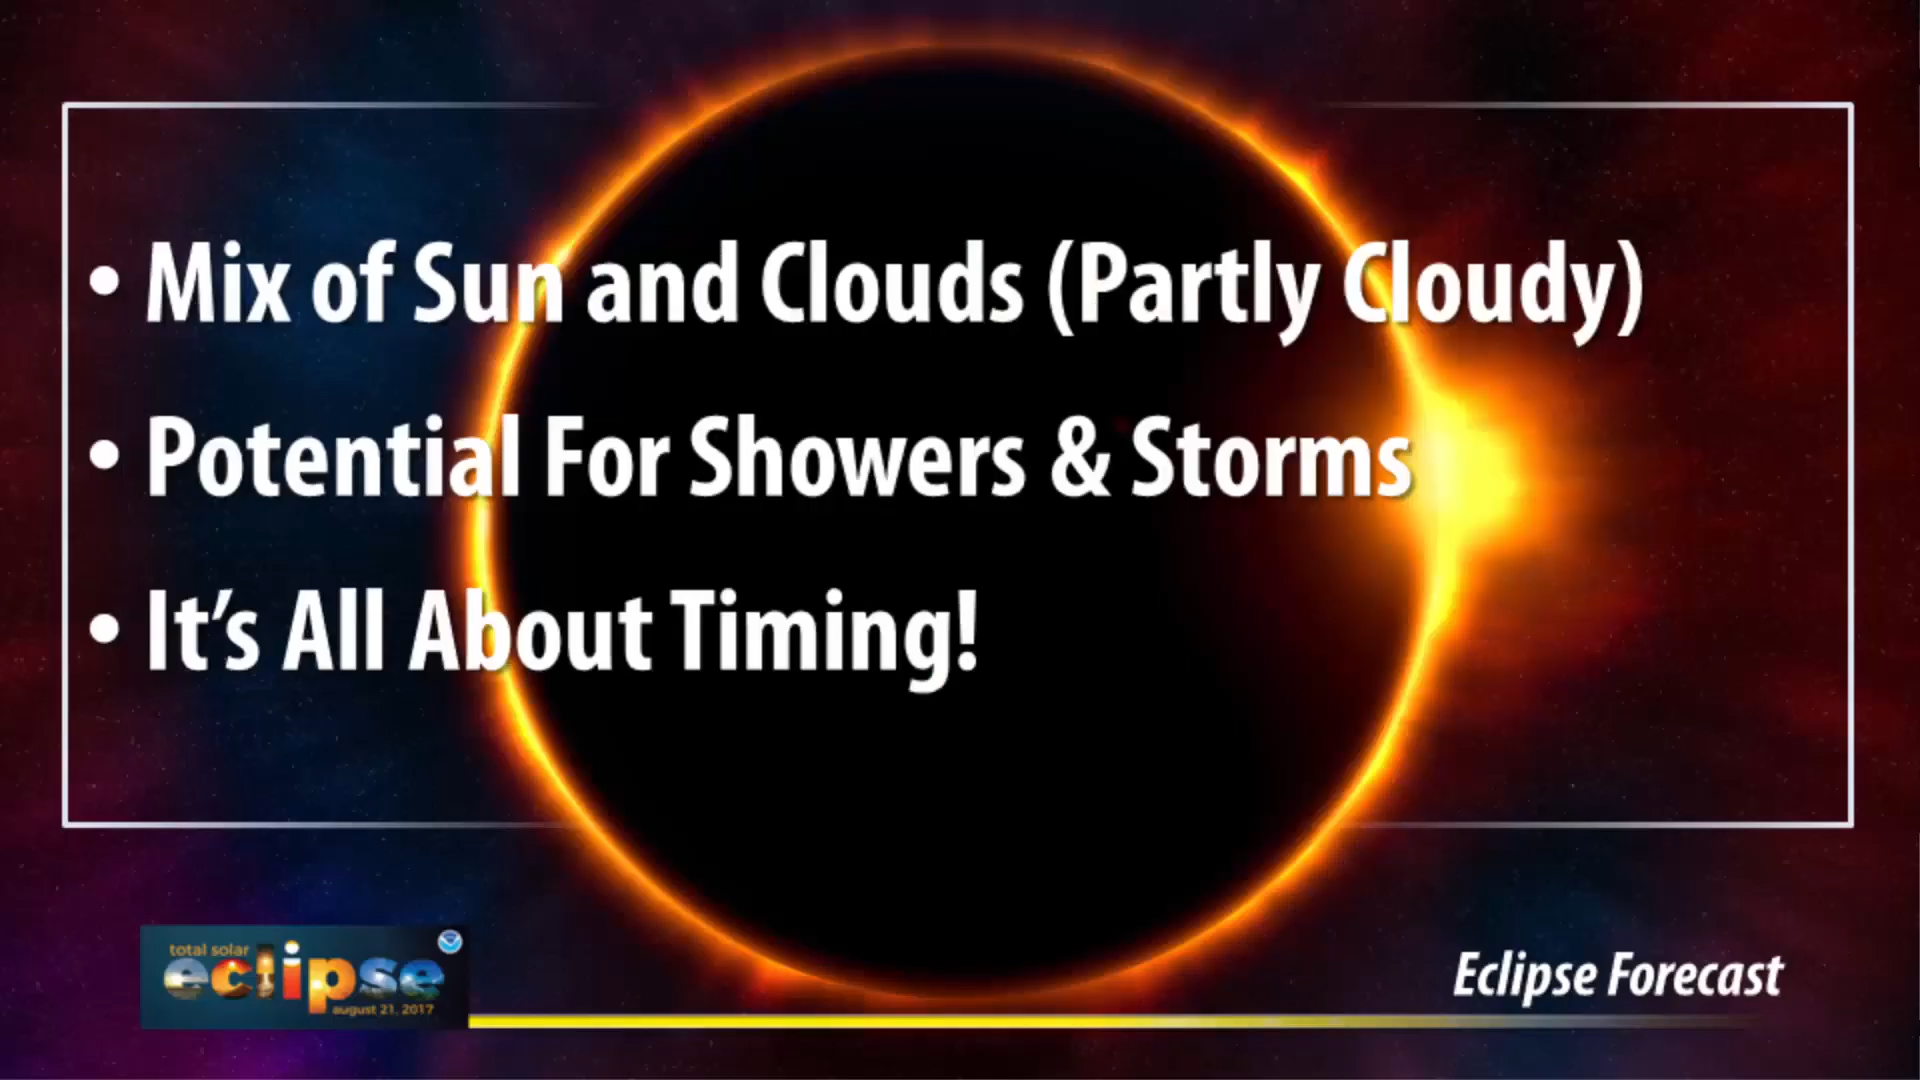 • Mix of Sun and Clouds (Partly Cloudy)
• Potential For Showers & Storms
• It’s All About Timing!
total solar
eclipse
august 21, 2017
Eclipse Forecast